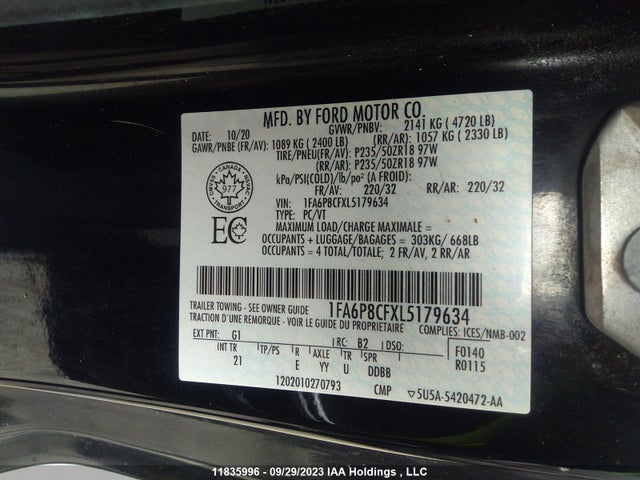 MFD. BY FORD MOTOR CO.
DATE: 10/20 GVWR/PNBV: 2141 KG ( 4720 LB)
GAWR/PNBE (FR/AV): 1089 KG ( 2400 LB) (RR/AR): 1057 KG ( 2330 LB)
TIRE/PNEU(FR/AV): P235/50ZR18 97W
(RR/AR): P235/50ZR18 97W
kPa/PSI(COLD)/lb/po² (A FROID):
FR/AV: 220/32 RR/AR: 220/32
VIN: 1FA6P8CFXL5179634
TYPE: PC/VT
MAXIMUM LOAD/CHARGE MAXIMALE =
OCCUPANTS + LUGGAGE/BAGAGES = 303KG/ 668LB
OCCUPANTS = 4 TOTAL/TOTALE; 2 FR/AV, 2 RR/AR
CANADA
977
TRANSPORT
EC
1FA6P8CFXL5179634
TRAILER TOWING - SEE OWNER GUIDE
TRACTION D'UNE REMORQUE - VOIR LE GUIDE DU PROPRIETAIRE
COMPLIES: ICES/NMB-002
EXT PNT: G1 RC: B2 DSO:
INT TR TP/PS R AXLE TR SPR
21 E YY U DDBB
F0140
R0115
1202010270793 CMP ▽5U5A-5420472-AA
11835996 - 09/29/2023 IAA Holdings , LLC